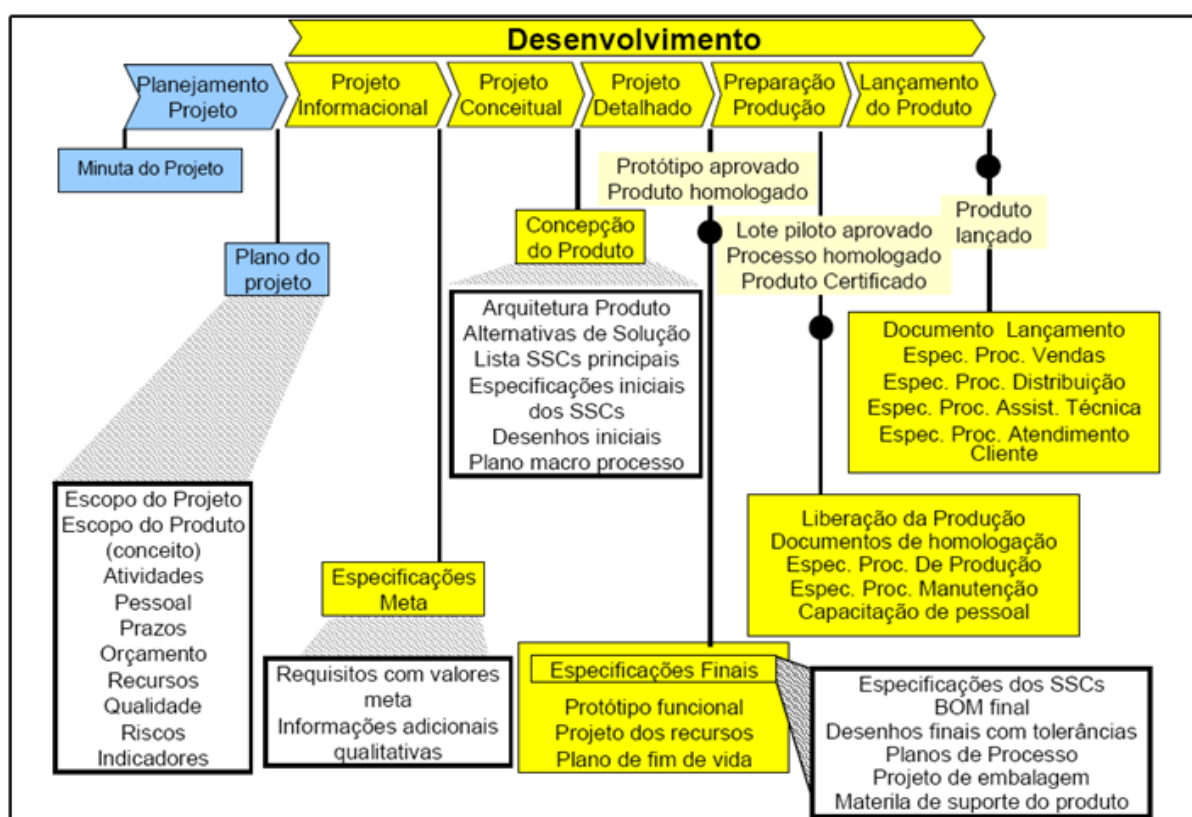 Desenvolvimento
Planejamento
Projeto
Projeto
Informacional
Projeto
Conceitual
Projeto
Detalhado
Preparação
Produção
Lançamento
do Produto
Minuta do Projeto
Protótipo aprovado
Produto homologado
Plano do
projeto
Concepção
do Produto
Lote piloto aprovado
Processo homologado
Produto Certificado
Produto
lançado
Arquitetura Produto
Alternativas de Solução
Lista SSCs principais
Especificações iniciais
dos SSCs
Desenhos iniciais
Plano macro processo
Documento Lançamento
Espec. Proc. Vendas
Espec. Proc. Distribuição
Espec. Proc. Assist. Técnica
Espec. Proc. Atendimento
Cliente
Escopo do Projeto
Escopo do Produto
(conceito)
Atividades
Pessoal
Prazos
Orçamento
Recursos
Qualidade
Riscos
Indicadores
Especificações
Meta
Liberação da Produção
Documentos de homologação
Espec. Proc. De Produção
Espec. Proc. Manutenção
Capacitação de pessoal
Requisitos com valores
meta
Informações adicionais
qualitativas
Especificações Finais
Protótipo funcional
Projeto dos recursos
Plano de fim de vida
Especificações dos SSCs
BOM final
Desenhos finais com tolerâncias
Planos de Processo
Projeto de embalagem
Materila de suporte do produto